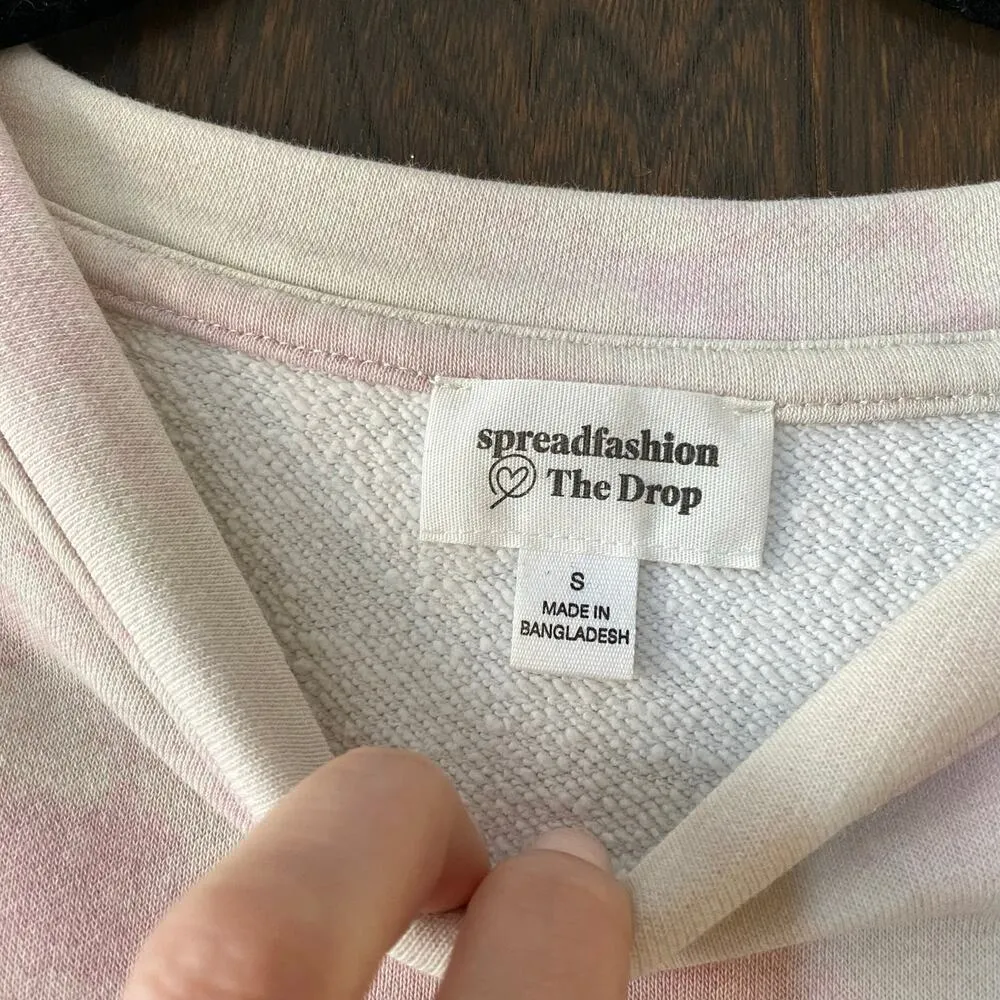 spreadfashion
The Drop
S
MADE IN
BANGLADESH